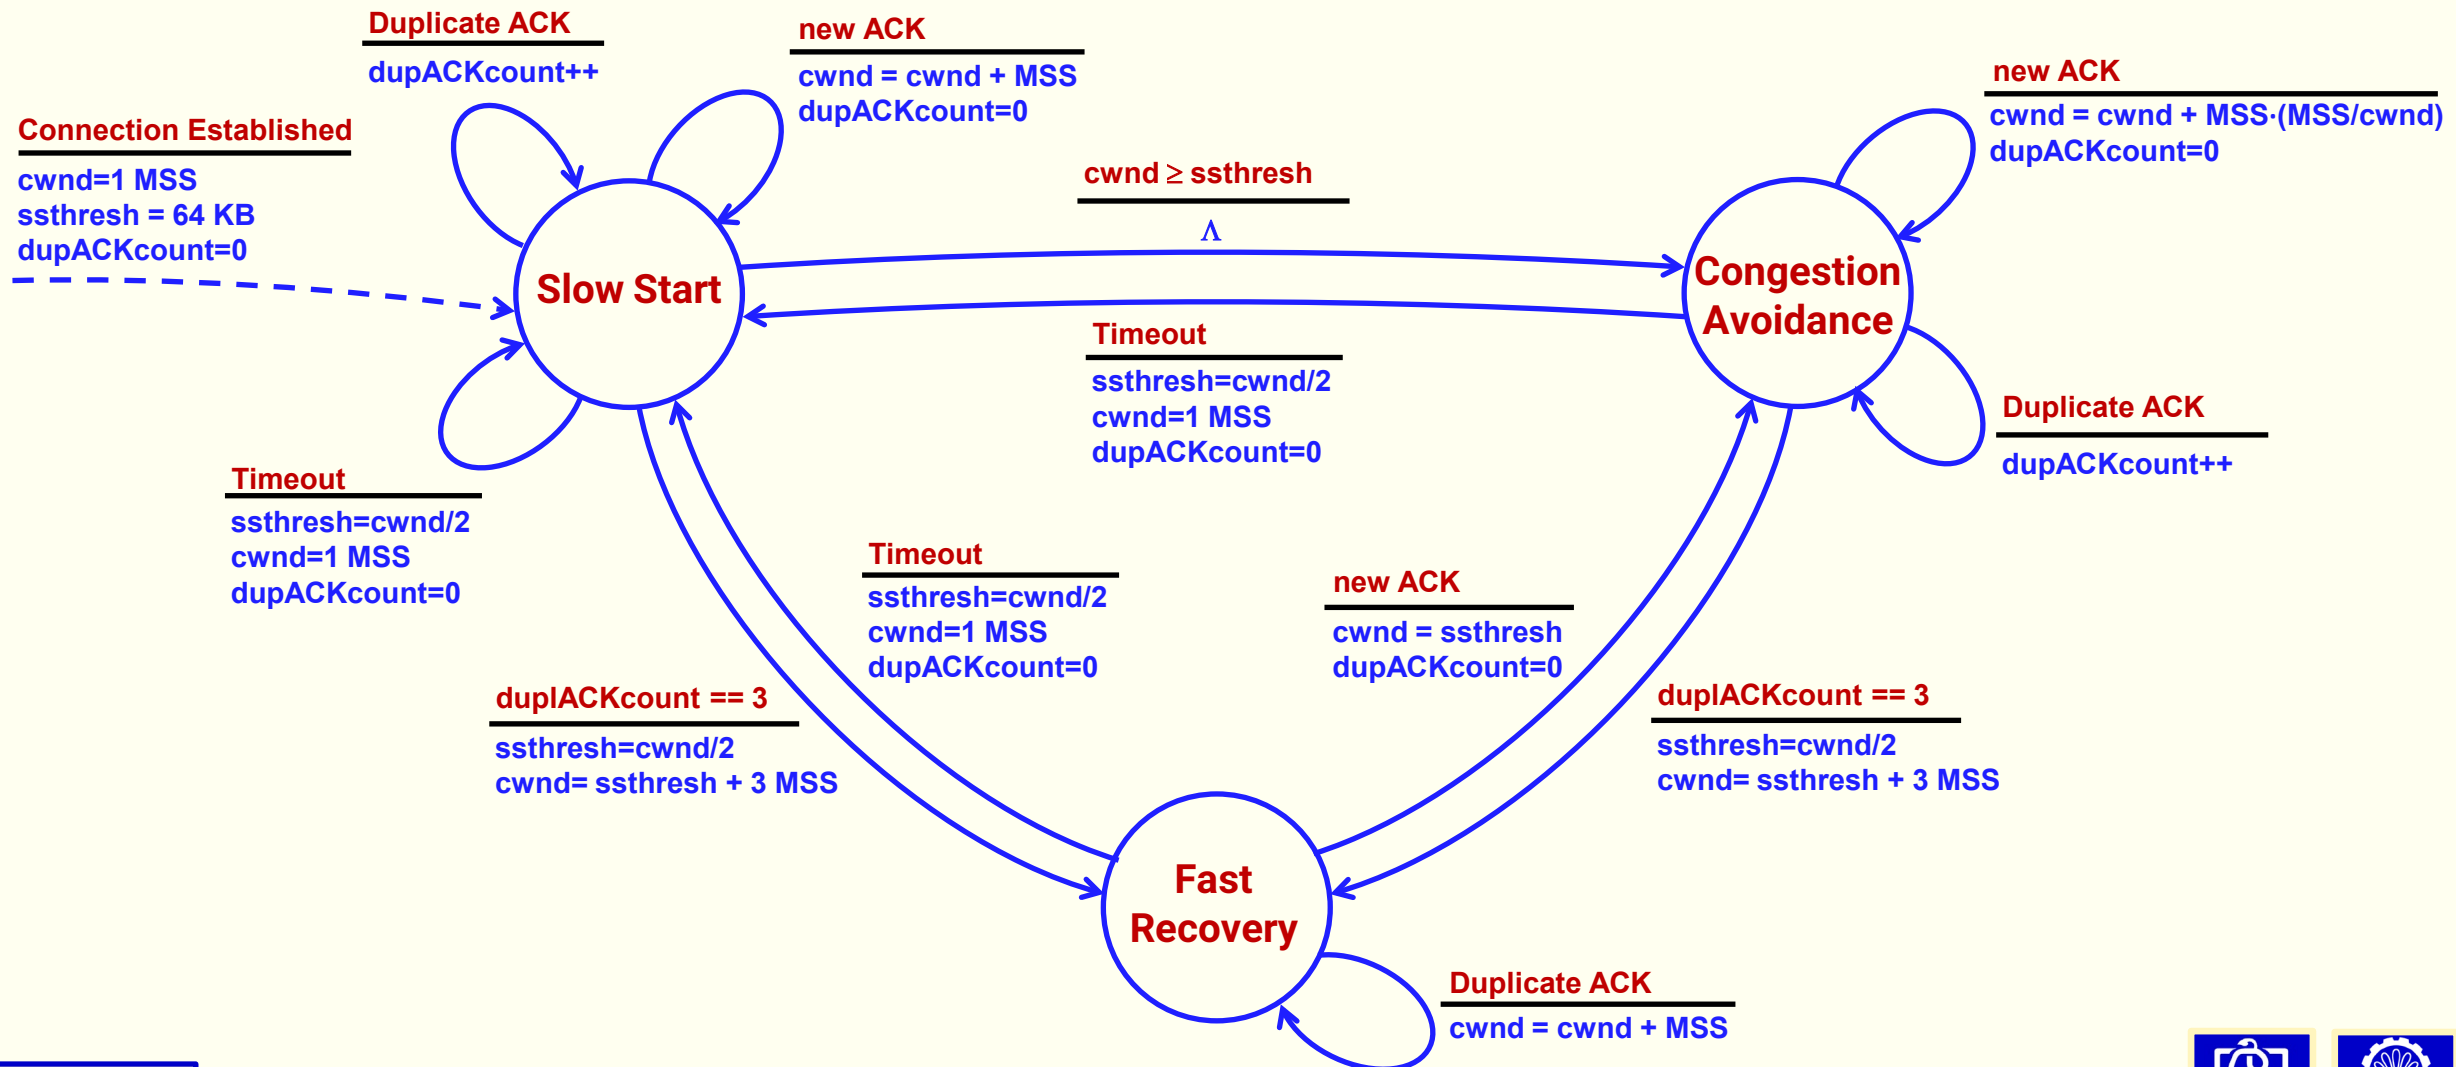 Duplicate ACK
dupACKcount++
new ACK
cwnd = cwnd + MSS
dupACKcount=0
new ACK
cwnd = cwnd + MSS·(MSS/cwnd)
dupACKcount=0
Connection Established
cwnd=1 MSS
ssthresh = 64 KB
dupACKcount=0
cwnd ≥ ssthresh
Λ
Slow Start
Congestion
Avoidance
Timeout
ssthresh=cwnd/2
cwnd=1 MSS
dupACKcount=0
Duplicate ACK
dupACKcount++
Timeout
ssthresh=cwnd/2
cwnd=1 MSS
dupACKcount=0
Timeout
ssthresh=cwnd/2
cwnd=1 MSS
dupACKcount=0
new ACK
cwnd = ssthresh
dupACKcount=0
duplACKcount == 3
ssthresh=cwnd/2
cwnd= ssthresh + 3 MSS
duplACKcount == 3
ssthresh=cwnd/2
cwnd= ssthresh + 3 MSS
Fast
Recovery
Duplicate ACK
cwnd = cwnd + MSS